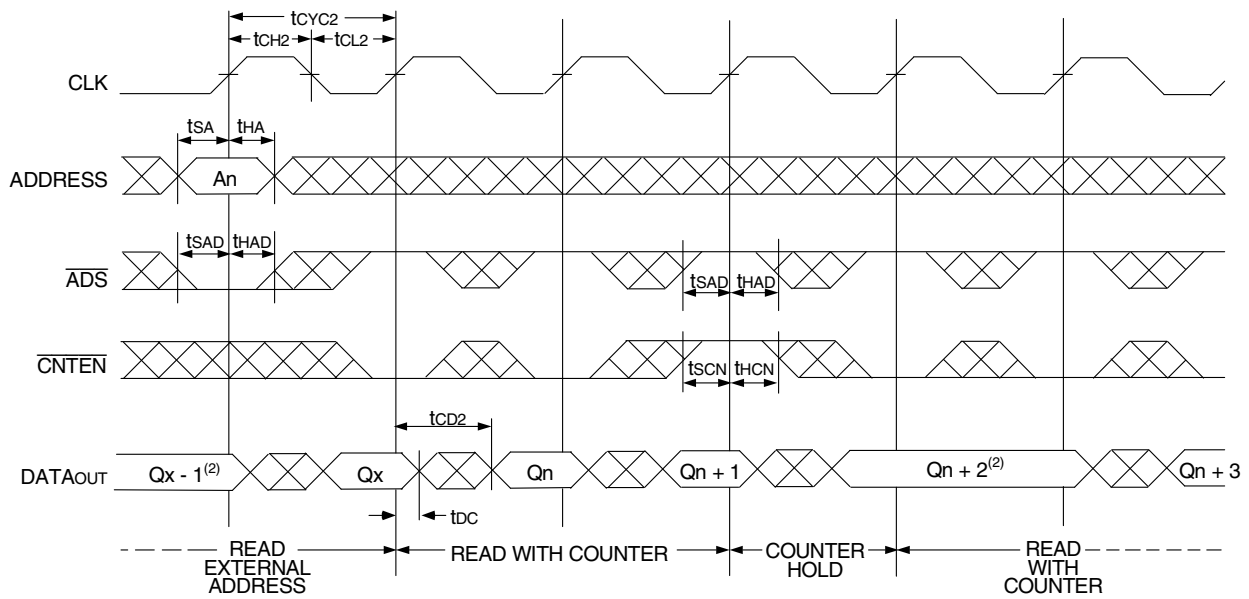 tCYC2
tCH2 tCL2
CLK
tSA tHA
ADDRESS An
tSAD tHAD
ADS
tSAD tHAD
CNTEN
tSCN tHCN
tCD2
DATAOUT Qx - 1(2) Qx Qn Qn + 1 Qn + 2(2) Qn + 3
tDC
READ EXTERNAL ADDRESS
READ WITH COUNTER
COUNTER HOLD
READ WITH COUNTER